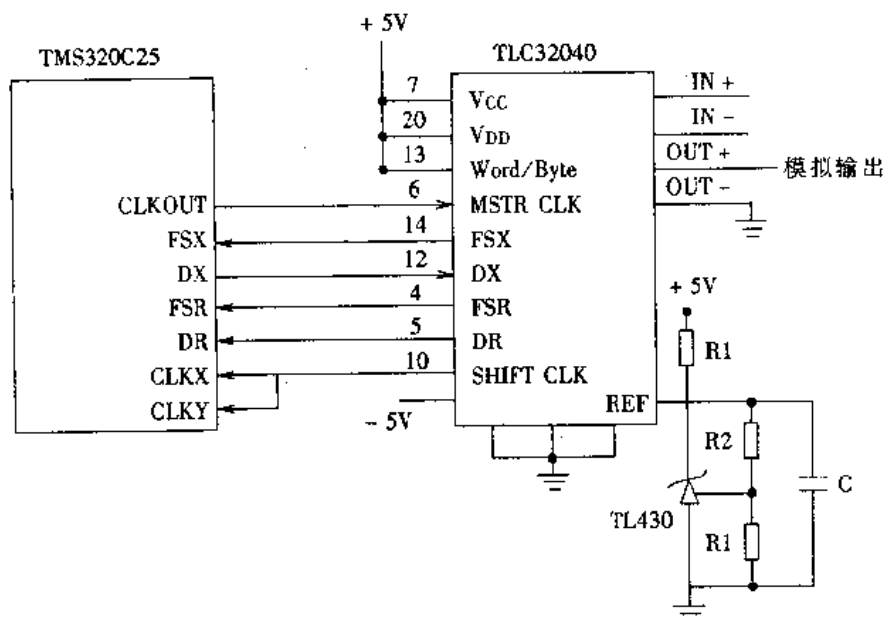 + 5V
TMS320C25
TLC32040
7
VCC
IN +
20
VDD
IN −
13
Word/Byte
OUT +
模拟输出
CLKOUT
6
MSTR CLK
OUT −
FSX
14
FSX
DX
12
DX
FSR
4
FSR
+ 5V
DR
5
DR
R1
CLKX
10
SHIFT CLK
CLKY
− 5V
REF
R2
C
TL430
R1